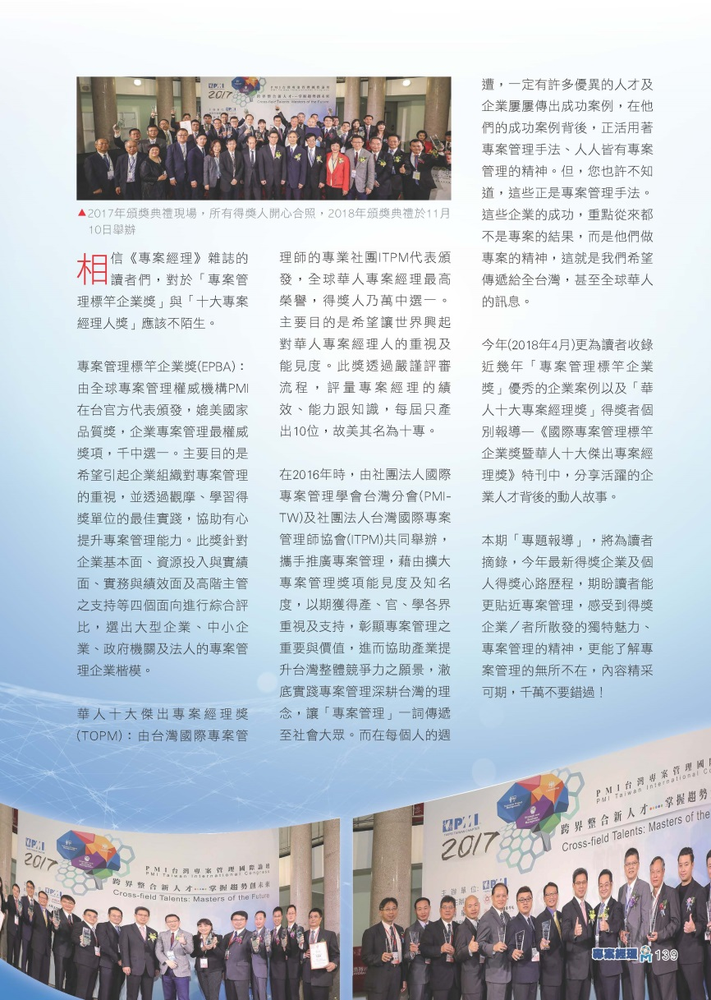 PMI
2017
PMI台灣專案管理國際論壇
跨界整合新人才 掌握趨勢創未來
Cross-field Talents: Masters of the Future
▲2017年頒獎典禮現場，所有得獎人開心合照，2018年頒獎典禮於11月
10日舉辦
相信《專案經理》雜誌的
讀者們，對於「專案管
理標竿企業獎」與「十大專案
經理人獎」應該不陌生。
專案管理標竿企業獎(EPBA)：
由全球專案管理權威機構PMI
在台官方代表頒發，媲美國家
品質獎，企業專案管理最權威
獎項，千中選一。主要目的是
希望引起企業組織對專案管理
的重視，並透過觀摩、學習得
獎單位的最佳實踐，協助有心
提升專案管理能力。此獎針對
企業基本面、資源投入與實績
面、實務與績效面及高階主管
之支持等四個面向進行綜合評
比，選出大型企業、中小企
業、政府機關及法人的專案管
理企業楷模。
華人十大傑出專案經理獎
(TOPM)：由台灣國際專案管
理師的專業社團ITPM代表頒
發，全球華人專案經理最高
榮譽，得獎人乃萬中選一。
主要目的是希望讓世界興起
對華人專案經理人的重視及
能見度。此獎透過嚴謹評審
流程，評量專案經理的績
效、能力跟知識，每屆只產
出10位，故美其名為十專。
在2016年時，由社團法人國際
專案管理學會台灣分會(PMI-
TW)及社團法人台灣國際專案
管理師協會(ITPM)共同舉辦，
攜手推廣專案管理，藉由擴大
專案管理獎項能見度及知名
度，以期獲得產、官、學各界
重視及支持，彰顯專案管理之
重要與價值，進而協助產業提
升台灣整體競爭力之願景，澈
底實踐專案管理深耕台灣的理
念，讓「專案管理」一詞傳遞
至社會大眾。而在每個人的週
遭，一定有許多優異的人才及
企業屢屢傳出成功案例，在他
們的成功案例背後，正活用著
專案管理手法、人人皆有專案
管理的精神。但，您也許不知
道，這些正是專案管理手法。
這些企業的成功，重點從來都
不是專案的結果，而是他們做
專案的精神，這就是我們希望
傳遞給全台灣，甚至全球華人
的訊息。
今年(2018年4月)更為讀者收錄
近幾年「專案管理標竿企業
獎」優秀的企業案例以及「華
人十大專案經理獎」得獎者個
別報導—《國際專案管理標竿
企業獎暨華人十大傑出專案經
理獎》特刊中，分享活躍的企
業人才背後的動人故事。
本期「專題報導」，將為讀者
摘錄，今年最新得獎企業及個
人得獎心路歷程，期盼讀者能
更貼近專案管理，感受到得獎
企業／者所散發的獨特魅力、
專案管理的精神，更能了解專
案管理的無所不在，內容精采
可期，千萬不要錯過！
PMI
2017
PMI台灣專案管理國際論壇
PMI Taiwan International Congress
跨界整合新人才 掌握趨勢創未來
Cross-field Talents: Masters of the Future
PMI
TAIPEI TAIWAN CHAPTER
2017
PMI台灣專案管理國
PMI Taiwan International Co
跨界整合新人才 掌握趨勢
Cross-field Talents: Masters of the
主辦單位: PMI
專案經理 139